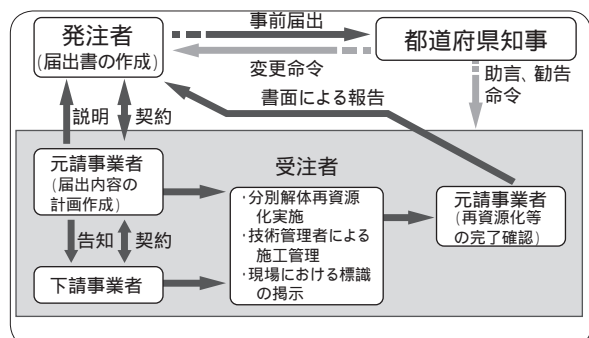 事前届出
発注者
(届出書の作成)
都道府県知事
変更命令
助言、勧告
命令
書面による報告
説明
契約
受注者
元請事業者
(届出内容の
計画作成)
・分別解体再資源
化実施
・技術管理者による
施工管理
・現場における標識
の掲示
元請事業者
(再資源化等
の完了確認)
告知
契約
下請事業者